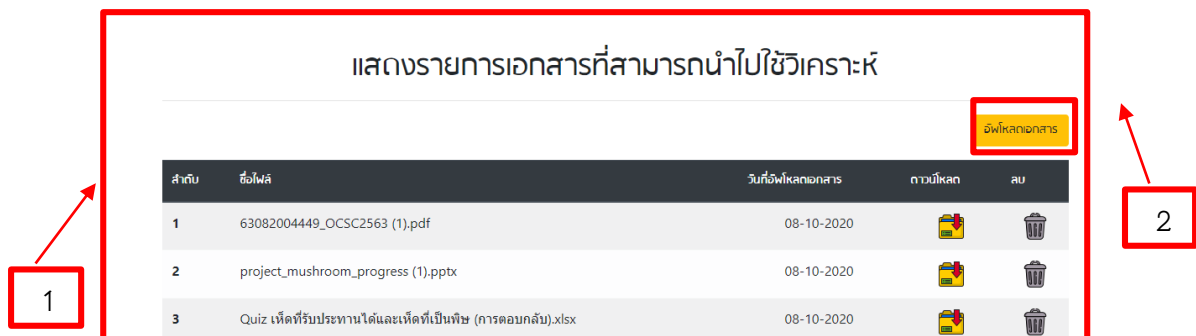 แสดงรายการเอกสารที่สามารถนำไปใช้วิเคราะห์
อัพโหลดเอกสาร
ลำดับ ชื่อไฟล์ วันที่อัพโหลดเอกสาร ดาวน์โหลด ลบ
1 63082004449_OCSC2563 (1).pdf 08-10-2020
2
2 project_mushroom_progress (1).pptx 08-10-2020
1
3 Quiz เห็ดที่รับประทานได้และเห็ดที่เป็นพิษ (การตอบกลับ).xlsx 08-10-2020